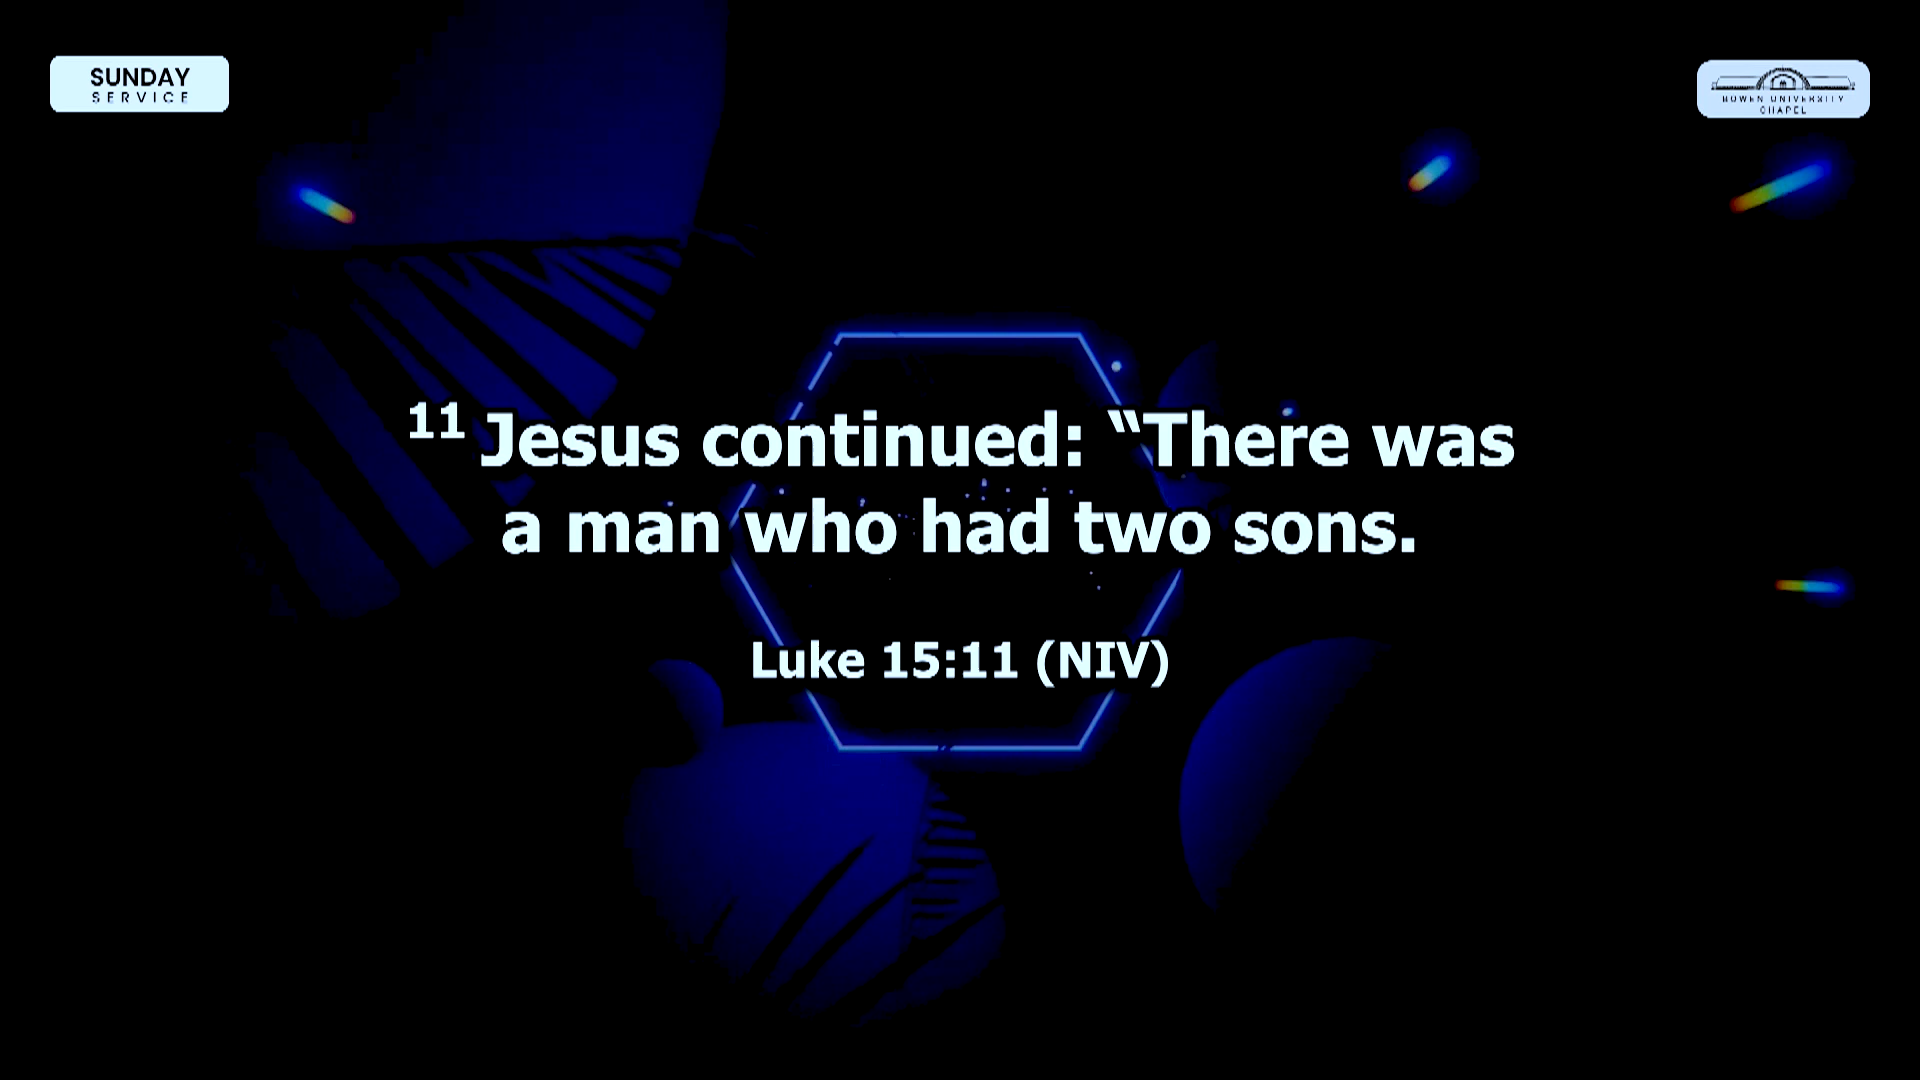 SUNDAY
SERVICE
BOWEN UNIVERSITY
CHAPEL
11 Jesus continued: “There was
a man who had two sons.
Luke 15:11 (NIV)